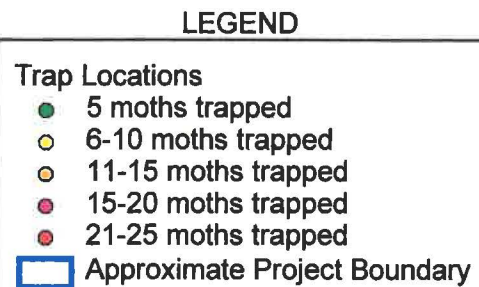 LEGEND
Trap Locations
5 moths trapped
6-10 moths trapped
11-15 moths trapped
15-20 moths trapped
21-25 moths trapped
Approximate Project Boundary